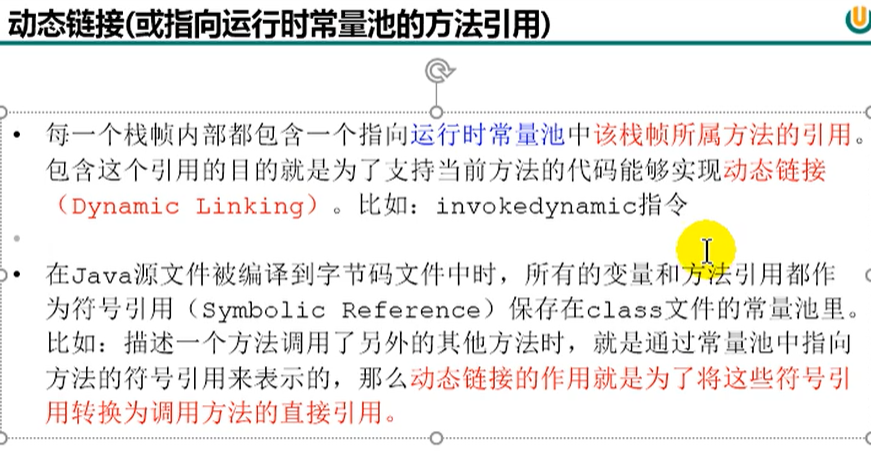 动态链接(或指向运行时常量池的方法引用)
• 每一个栈帧内部都包含一个指向运行时常量池中该栈帧所属方法的引用。
包含这个引用的目的就是为了支持当前方法的代码能够实现动态链接
（Dynamic Linking）。比如：invokedynamic指令
• 在Java源文件被编译到字节码文件中时，所有的变量和方法引用都作
为符号引用（Symbolic Reference）保存在class文件的常量池里。
比如：描述一个方法调用了另外的其他方法时，就是通过常量池中指向
方法的符号引用来表示的，那么动态链接的作用就是为了将这些符号引
用转换为调用方法的直接引用。